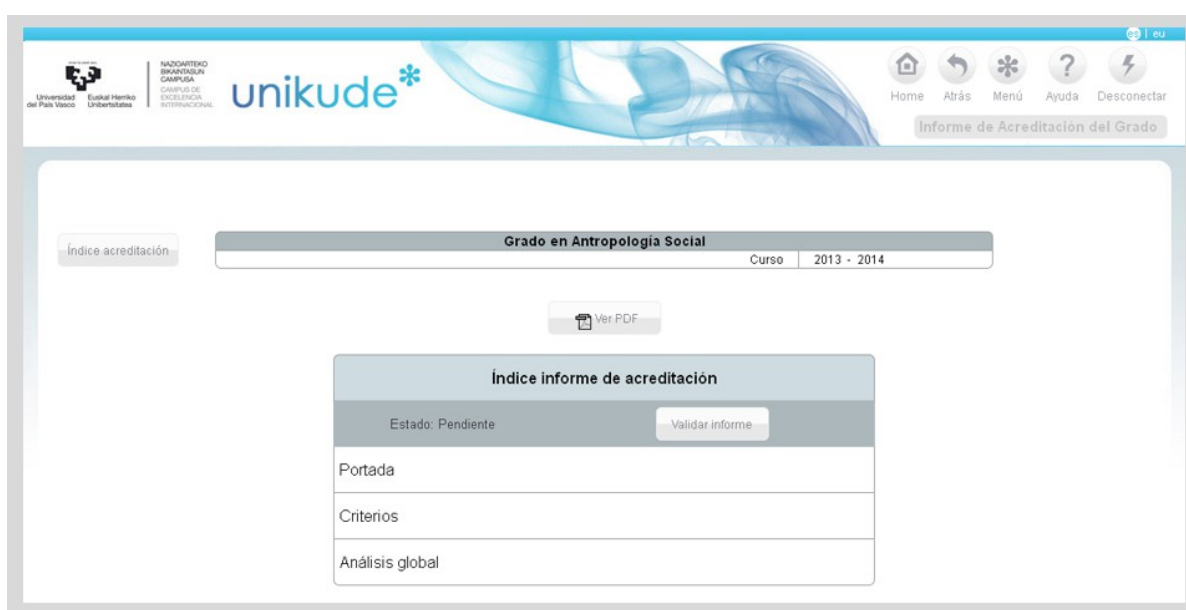 es | eu
Universidad del País Vasco
Euskal Herriko Unibertsitatea
NAZIOARTEKO
BIKAINTASUN
CAMPUSA
CAMPUS DE
EXCELENCIA
INTERNACIONAL
unikude*
Home Atrás Menú Ayuda Desconectar
Informe de Acreditación del Grado
Índice acreditación
Grado en Antropología Social
Curso 2013 - 2014
Ver PDF
Índice informe de acreditación
Estado: Pendiente Validar informe
Portada
Criterios
Análisis global